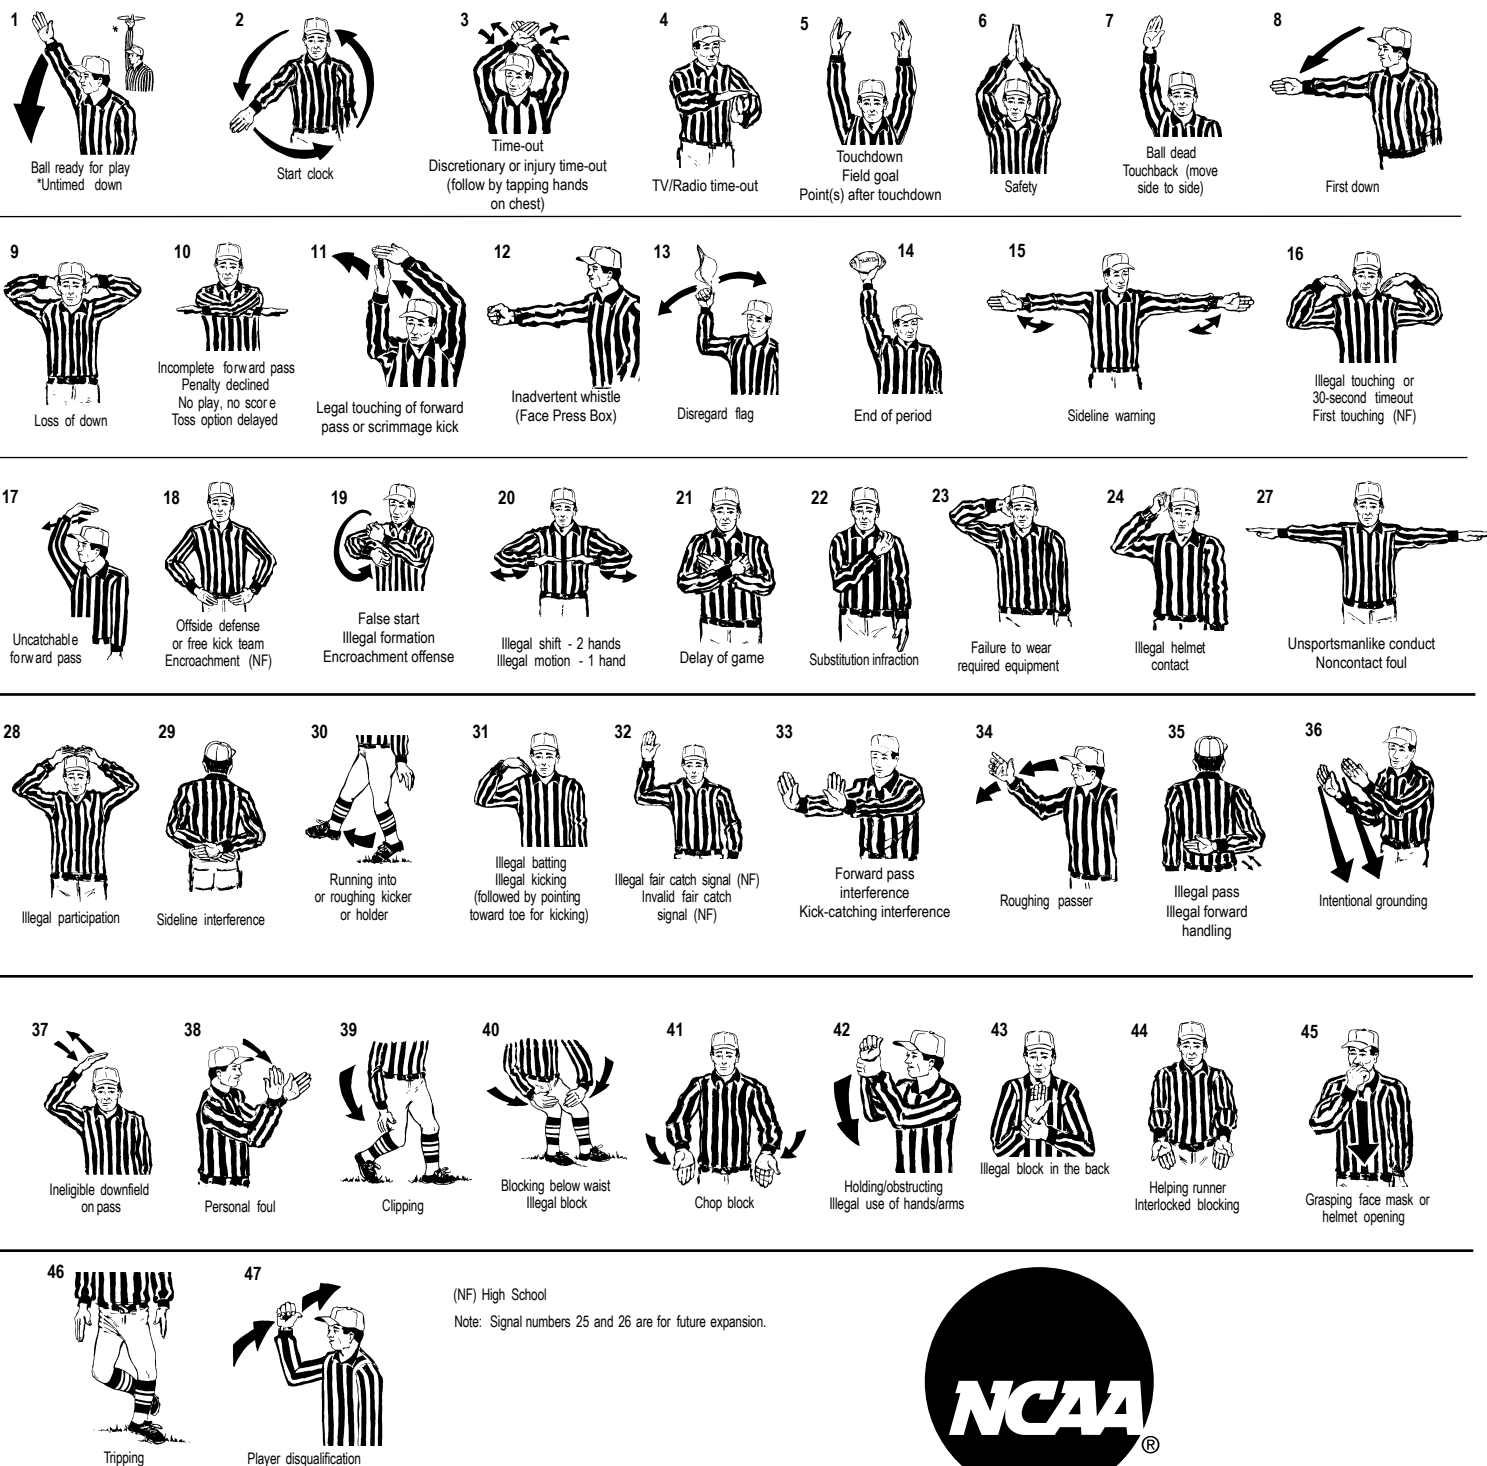 1
2
3
4
5
6
7
8
*
Ball ready for play
*Untimed down
Start clock
Time-out
Discretionary or injury time-out
(follow by tapping hands
on chest)
TV/Radio time-out
Touchdown
Field goal
Point(s) after touchdown
Safety
Ball dead
Touchback (move
side to side)
First down
9
10
11
12
13
14
15
16
Loss of down
Incomplete forward pass
Penalty declined
No play, no score
Toss option delayed
Legal touching of forward
pass or scrimmage kick
Inadvertent whistle
(Face Press Box)
Disregard flag
End of period
Sideline warning
Illegal touching or
30-second timeout
First touching (NF)
17
18
19
20
21
22
23
24
27
Uncatchable
forward pass
Offside defense
or free kick team
Encroachment (NF)
False start
Illegal formation
Encroachment offense
Illegal shift - 2 hands
Illegal motion - 1 hand
Delay of game
Substitution infraction
Failure to wear
required equipment
Illegal helmet
contact
Unsportsmanlike conduct
Noncontact foul
28
29
30
31
32
33
34
35
36
Illegal participation
Sideline interference
Running into
or roughing kicker
or holder
Illegal batting
Illegal kicking
(followed by pointing
toward toe for kicking)
Illegal fair catch signal (NF)
Invalid fair catch
signal (NF)
Forward pass
interference
Kick-catching interference
Roughing passer
Illegal pass
Illegal forward
handling
Intentional grounding
37
38
39
40
41
42
43
44
45
Ineligible downfield
on pass
Personal foul
Clipping
Blocking below waist
Illegal block
Chop block
Holding/obstructing
Illegal use of hands/arms
Illegal block in the back
Helping runner
Interlocked blocking
Grasping face mask or
helmet opening
46
47
Tripping
Player disqualification
(NF) High School
Note: Signal numbers 25 and 26 are for future expansion.
NCAA
®